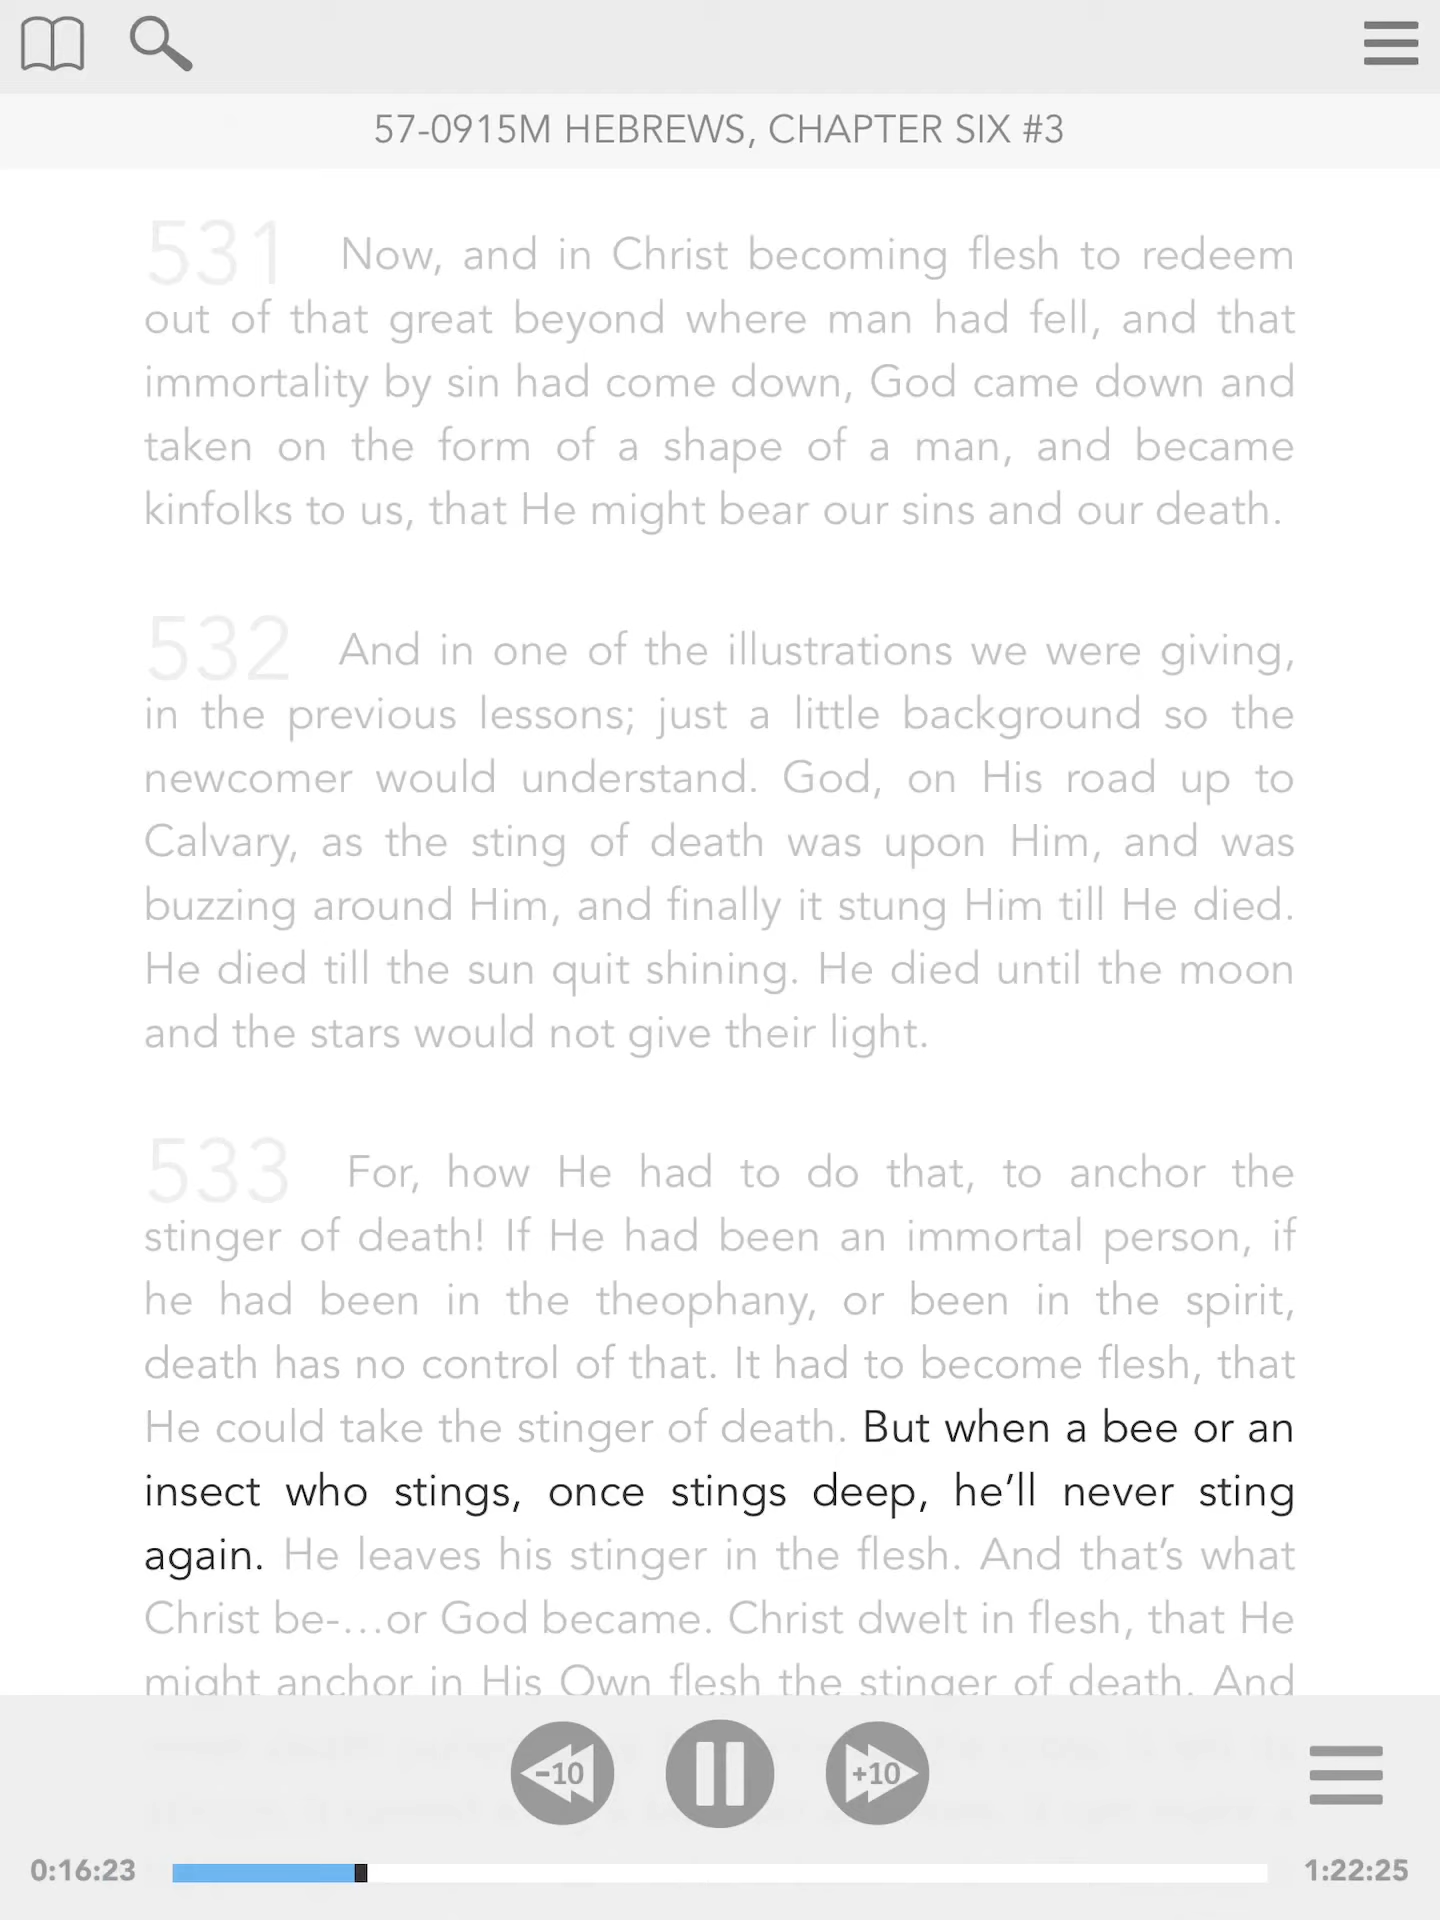 57-0915M HEBREWS, CHAPTER SIX #3
531 Now, and in Christ becoming flesh to redeem
out of that great beyond where man had fell, and that
immortality by sin had come down, God came down and
taken on the form of a shape of a man, and became
kinfolks to us, that He might bear our sins and our death.
532 And in one of the illustrations we were giving,
in the previous lessons; just a little background so the
newcomer would understand. God, on His road up to
Calvary, as the sting of death was upon Him, and was
buzzing around Him, and finally it stung Him till He died.
He died till the sun quit shining. He died until the moon
and the stars would not give their light.
533 For, how He had to do that, to anchor the
stinger of death! If He had been an immortal person, if
he had been in the theophany, or been in the spirit,
death has no control of that. It had to become flesh, that
He could take the stinger of death. But when a bee or an
insect who stings, once stings deep, he’ll never sting
again. He leaves his stinger in the flesh. And that’s what
Christ be-…or God became. Christ dwelt in flesh, that He
might anchor in His Own flesh the stinger of death. And
-10 +10
0:16:23 1:22:25